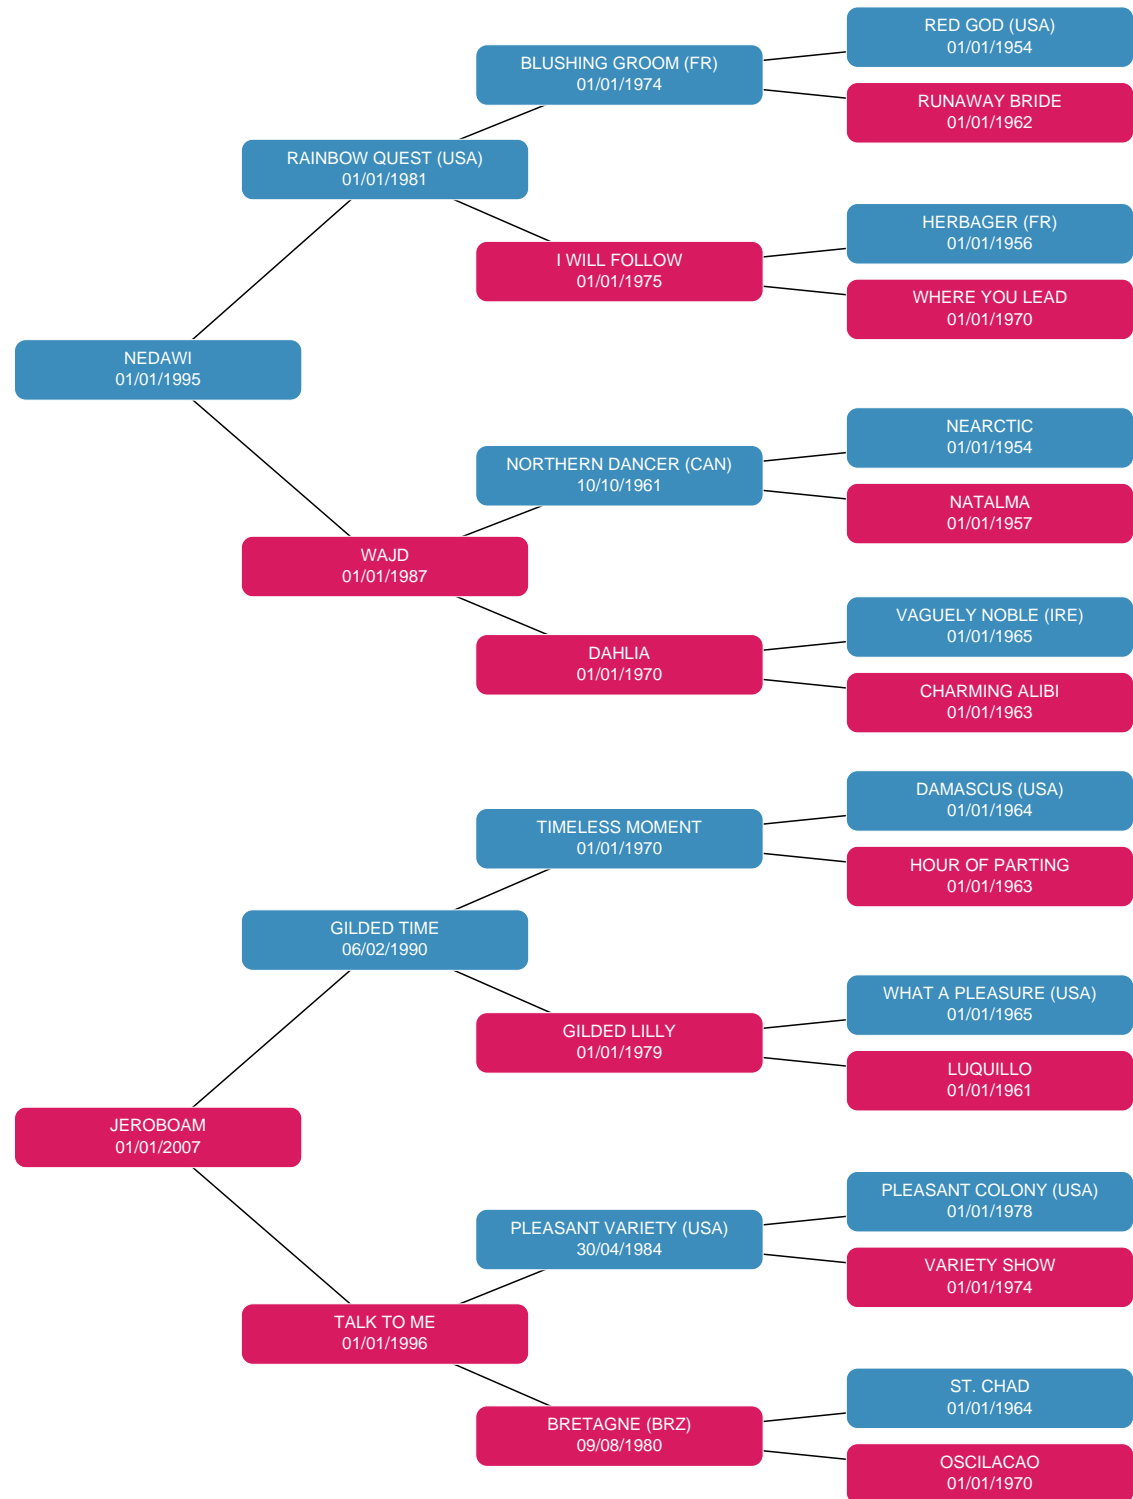 RED GOD (USA)
01/01/1954
BLUSHING GROOM (FR)
01/01/1974
RUNAWAY BRIDE
01/01/1962
RAINBOW QUEST (USA)
01/01/1981
HERBAGER (FR)
01/01/1956
I WILL FOLLOW
01/01/1975
WHERE YOU LEAD
01/01/1970
NEDAWI
01/01/1995
NEARCTIC
01/01/1954
NORTHERN DANCER (CAN)
10/10/1961
NATALMA
01/01/1957
WAJD
01/01/1987
VAGUELY NOBLE (IRE)
01/01/1965
DAHLIA
01/01/1970
CHARMING ALIBI
01/01/1963
DAMASCUS (USA)
01/01/1964
TIMELESS MOMENT
01/01/1970
HOUR OF PARTING
01/01/1963
GILDED TIME
06/02/1990
WHAT A PLEASURE (USA)
01/01/1965
GILDED LILLY
01/01/1979
LUQUILLO
01/01/1961
JEROBOAM
01/01/2007
PLEASANT COLONY (USA)
01/01/1978
PLEASANT VARIETY (USA)
30/04/1984
VARIETY SHOW
01/01/1974
TALK TO ME
01/01/1996
ST. CHAD
01/01/1964
BRETAGNE (BRZ)
09/08/1980
OSCILACAO
01/01/1970